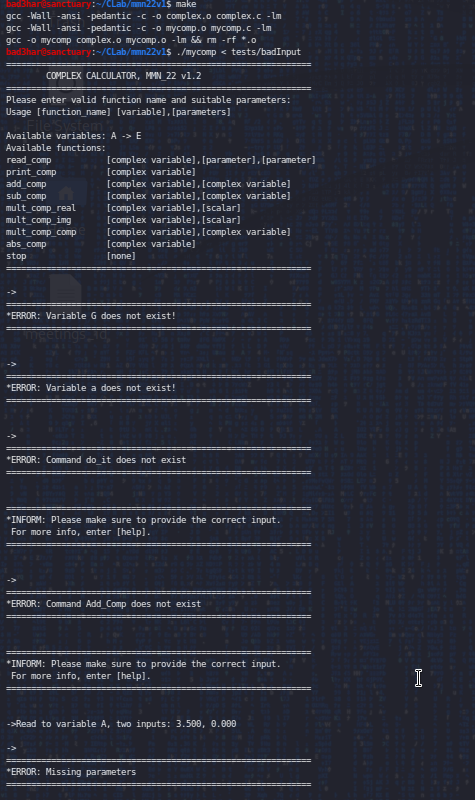 bad3har@sanctuary:~/CLab/mmn22v1$ make
gcc -Wall -ansi -pedantic -c -o complex.o complex.c -lm
gcc -Wall -ansi -pedantic -c -o mycomp.o mycomp.c -lm
gcc -o mycomp complex.o mycomp.o -lm && rm -rf *.o
bad3har@sanctuary:~/CLab/mmn22v1$ ./mycomp < tests/badInput
=========================================================
COMPLEX CALCULATOR, MMN_22 v1.2
=========================================================
Please enter valid function name and suitable parameters:
Usage [function_name] [variable],[parameters]
Available variables: A -> E
Available functions:
read_comp [complex variable],[parameter],[parameter]
print_comp [complex variable]
add_comp [complex variable],[complex variable]
sub_comp [complex variable],[complex variable]
mult_comp_real [complex variable],[scalar]
mult_comp_img [complex variable],[scalar]
mult_comp_comp [complex variable],[complex variable]
abs_comp [complex variable]
stop [none]
=========================================================
->
=========================================================
*ERROR: Variable G does not exist!
=========================================================
->
=========================================================
*ERROR: Variable a does not exist!
=========================================================
->
=========================================================
*ERROR: Command do_it does not exist
=========================================================
=========================================================
*INFORM: Please make sure to provide the correct input.
For more info, enter [help].
=========================================================
->
=========================================================
*ERROR: Command Add_Comp does not exist
=========================================================
=========================================================
*INFORM: Please make sure to provide the correct input.
For more info, enter [help].
=========================================================
->Read to variable A, two inputs: 3.500, 0.000
->
=========================================================
*ERROR: Missing parameters
=========================================================